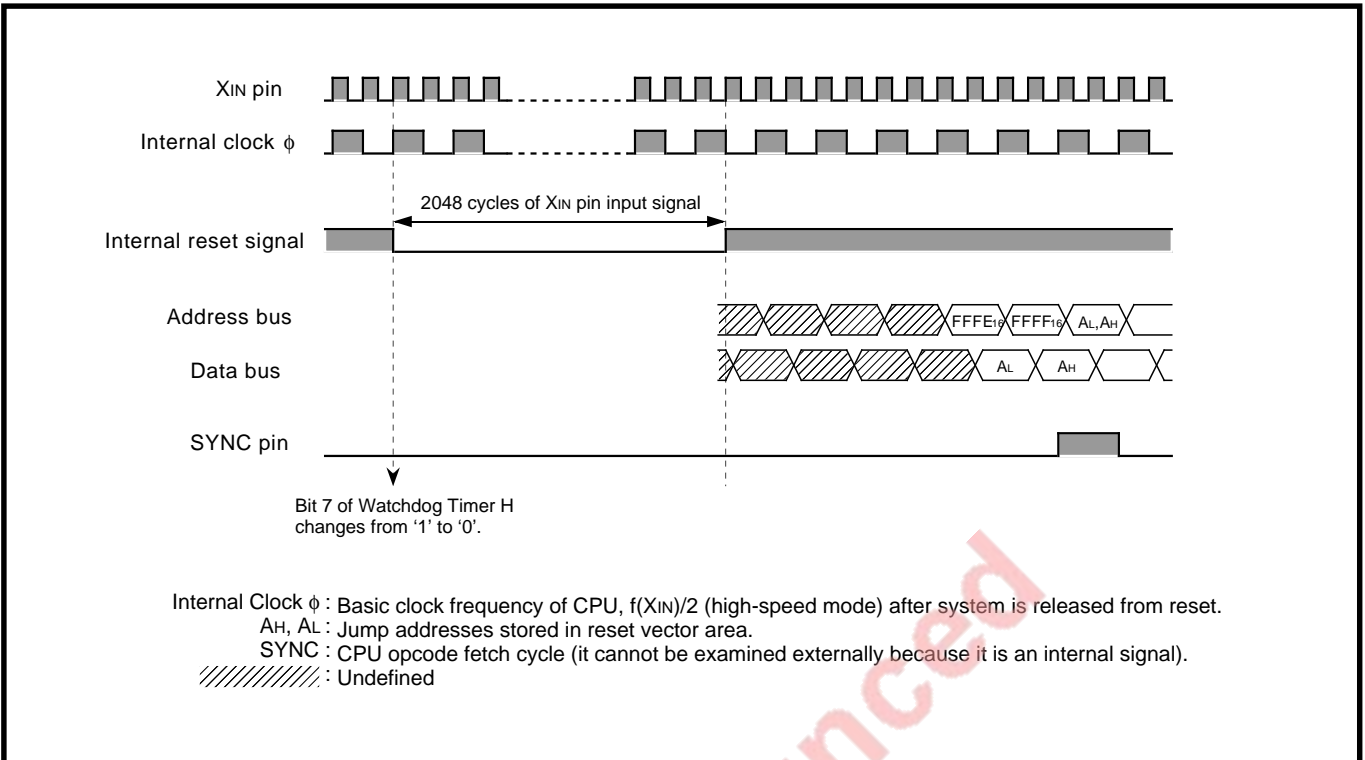 XIN pin
Internal clock ϕ
2048 cycles of XIN pin input signal
Internal reset signal
Address bus
FFFE16 FFFF16 AL,AH
Data bus
AL AH
SYNC pin
Bit 7 of Watchdog Timer H
changes from ‘1’ to ‘0’.
Internal Clock ϕ : Basic clock frequency of CPU, f(XIN)/2 (high-speed mode) after system is released from reset.
AH, AL : Jump addresses stored in reset vector area.
SYNC : CPU opcode fetch cycle (it cannot be examined externally because it is an internal signal).
: Undefined
nced